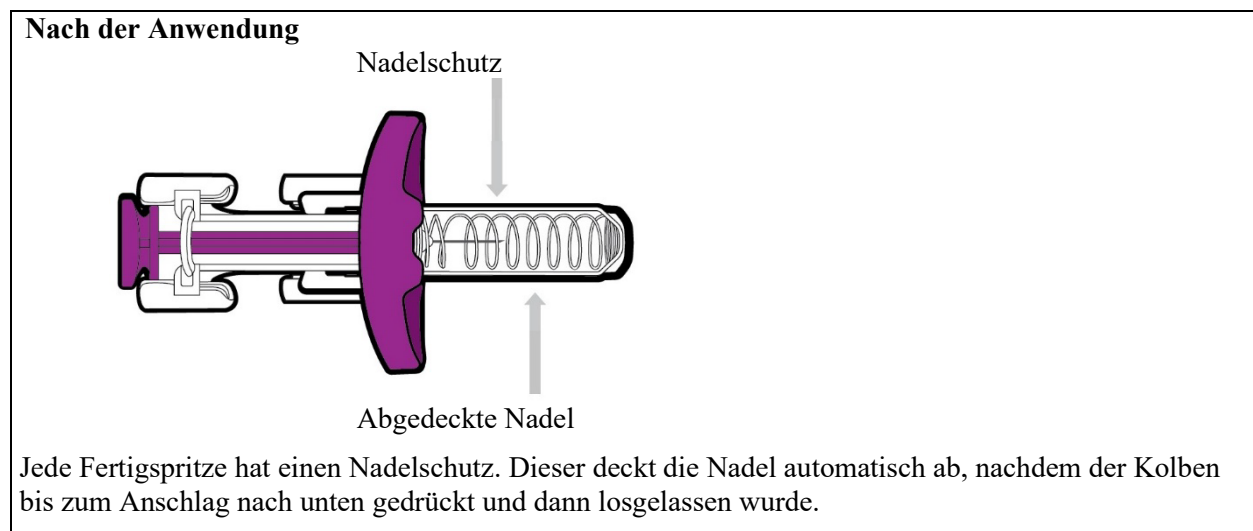 Nach der Anwendung
Nadelschutz
Abgedeckte Nadel
Jede Fertigspritze hat einen Nadelschutz. Dieser deckt die Nadel automatisch ab, nachdem der Kolben
bis zum Anschlag nach unten gedrückt und dann losgelassen wurde.